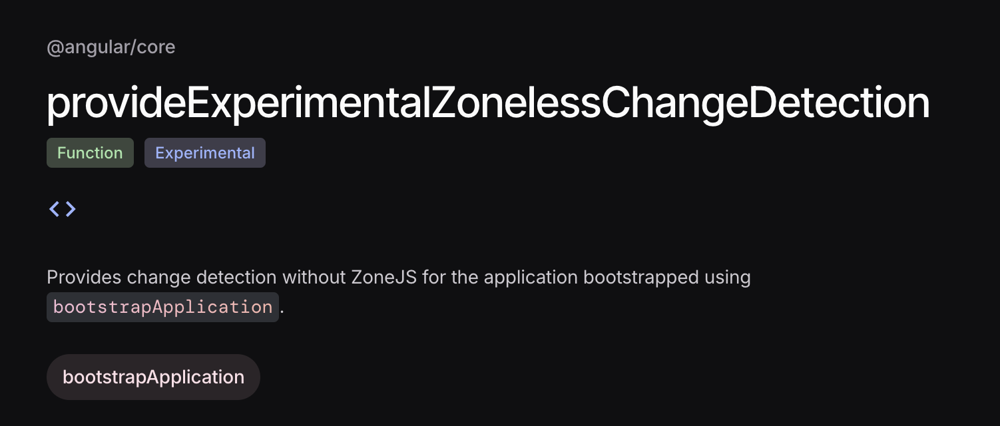 @angular/core
provideExperimentalZonelessChangeDetection
Function Experimental
<>
Provides change detection without ZoneJS for the application bootstrapped using
bootstrapApplication.
bootstrapApplication